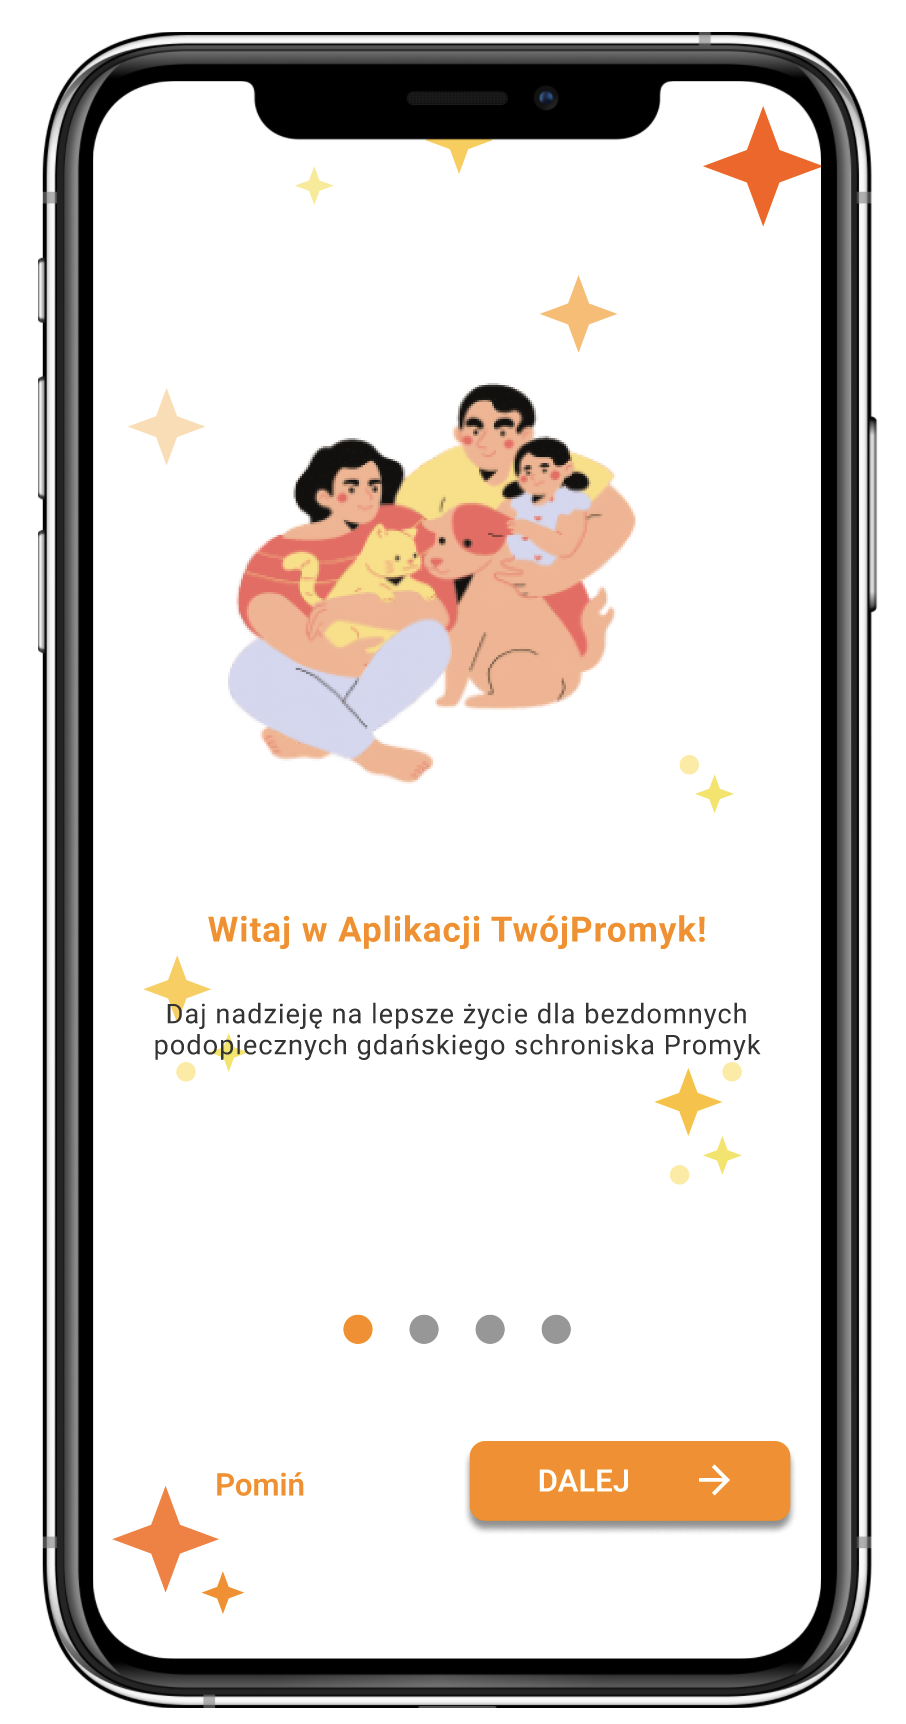 Witaj w Aplikacji TwójPromyk!
Daj nadzieję na lepsze życie dla bezdomnych
podopiecznych gdańskiego schroniska Promyk
Pomiń
DALEJ